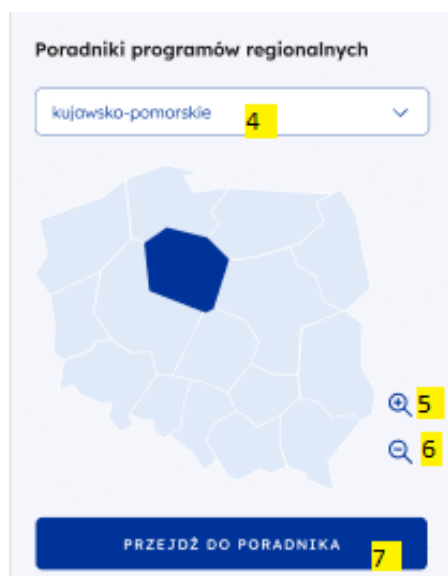 Poradniki programów regionalnych
kujawsko-pomorskie 4
5
6
PRZEJDŹ DO PORADNIKA 7